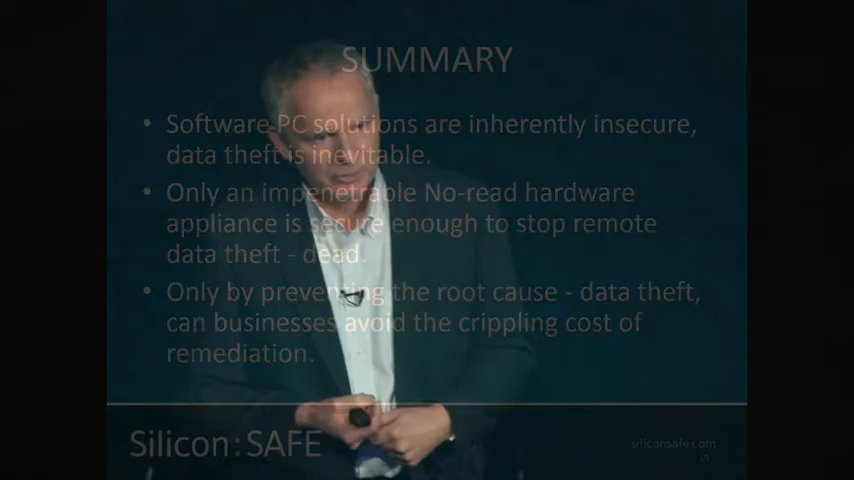 SUMMARY
• Software PC solutions are inherently insecure,
data theft is inevitable.
• Only an impenetrable No-read hardware
appliance is secure enough to stop remote
data theft - dead.
• Only by preventing the root cause - data theft,
can businesses avoid the crippling cost of
remediation.
Silicon:SAFE
siliconsafe.com
19